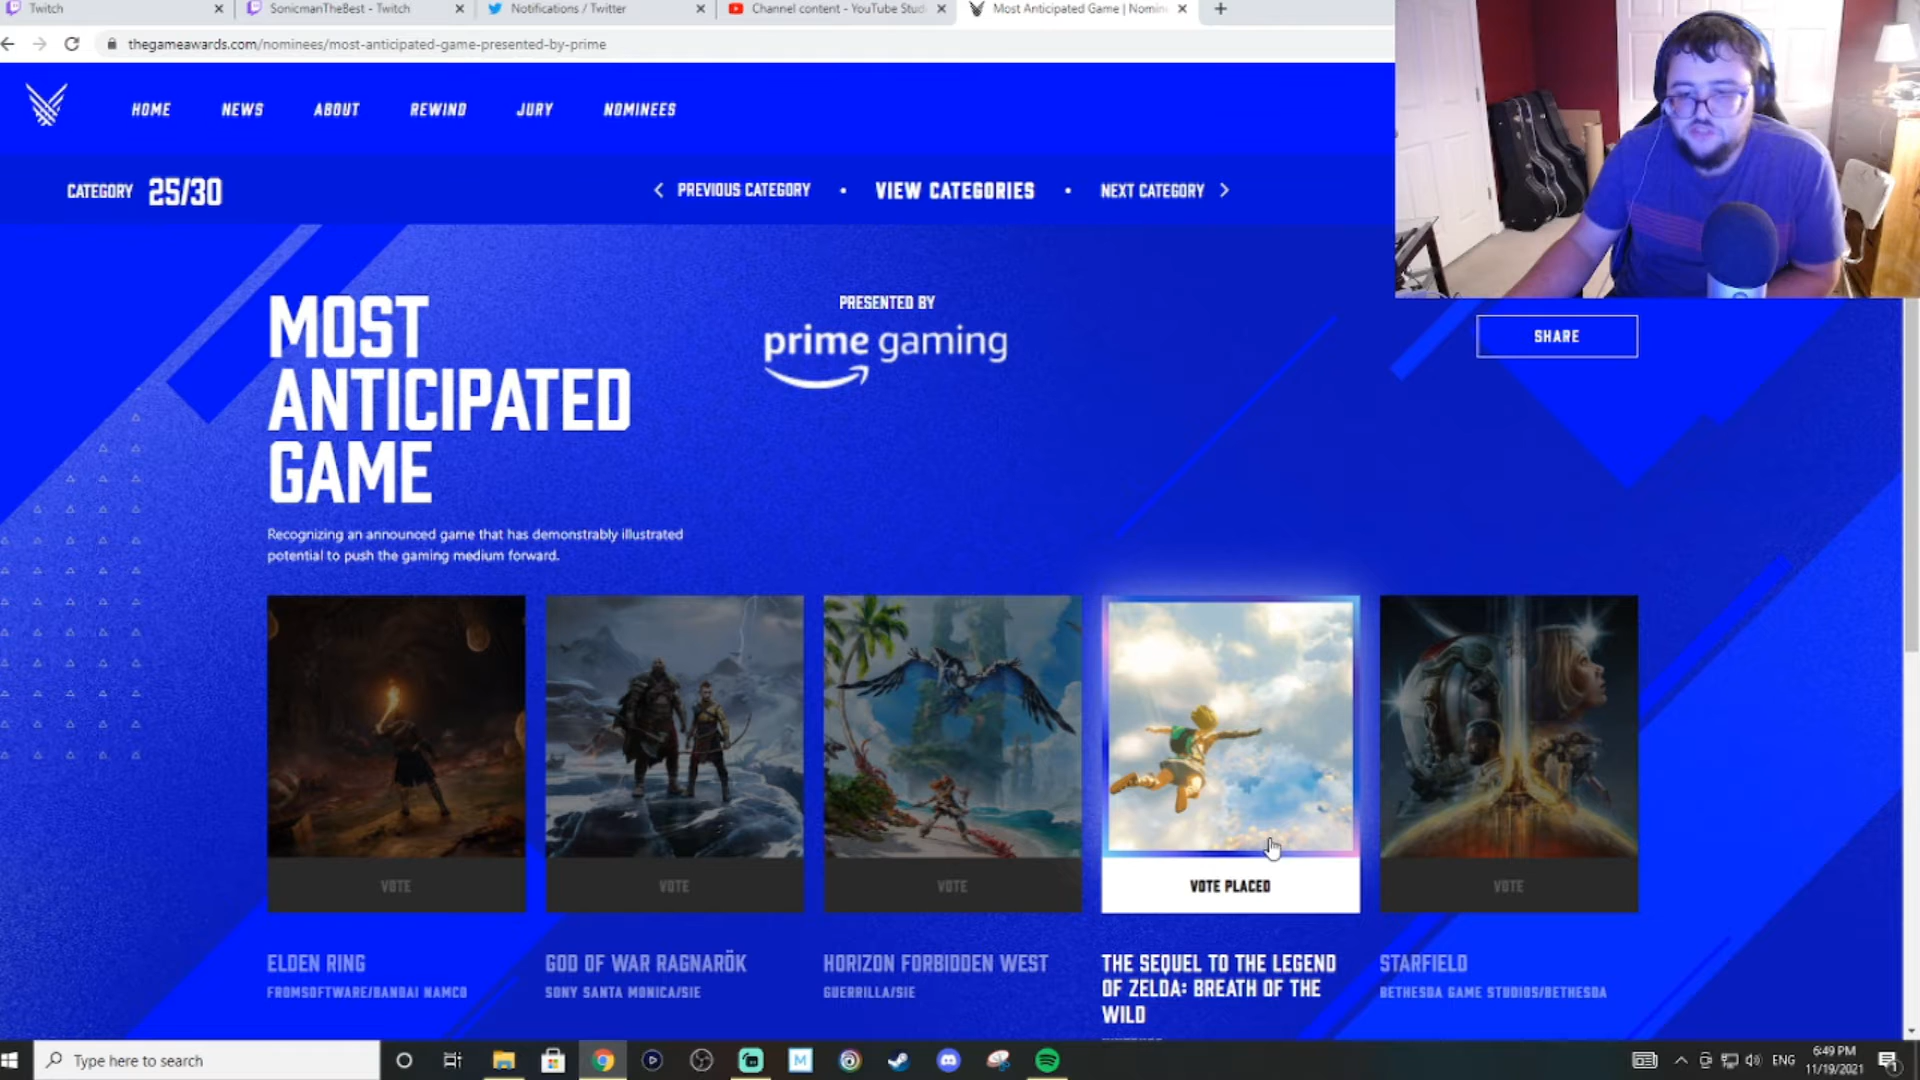 Twitch
SonicmanTheBest - Twitch
Notifications / Twitter
Channel content - YouTube Stud
Most Anticipated Game | Nomin
thegameawards.com/nominees/most-anticipated-game-presented-by-prime
HOME
NEWS
ABOUT
REWIND
JURY
NOMINEES
CATEGORY 25/30
PREVIOUS CATEGORY
VIEW CATEGORIES
NEXT CATEGORY
MOST
ANTICIPATED
GAME
PRESENTED BY
prime gaming
SHARE
Recognizing an announced game that has demonstrably illustrated
potential to push the gaming medium forward.
VOTE
VOTE
VOTE
VOTE PLACED
VOTE
ELDEN RING
FROMSOFTWARE/BANDAI NAMCO
GOD OF WAR RAGNARÖK
SONY SANTA MONICA/SIE
HORIZON FORBIDDEN WEST
GUERRILLA/SIE
THE SEQUEL TO THE LEGEND
OF ZELDA: BREATH OF THE
WILD
STARFIELD
BETHESDA GAME STUDIOS/BETHESDA
Type here to search
M
ENG
6:49 PM
11/19/2021
1